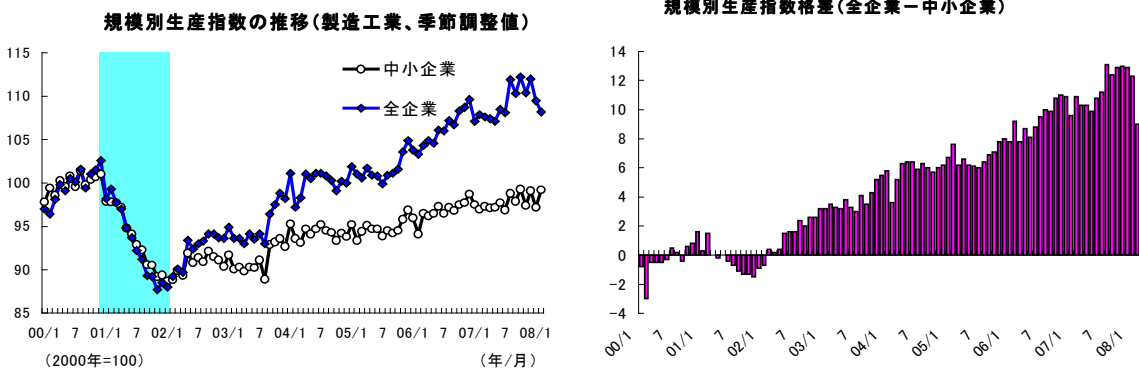 規模別生産指数の推移(製造工業、季節調整値)
115
110
105
100
95
90
85
中小企業
全企業
00/1 7 01/1 7 02/1 7 03/1 7 04/1 7 05/1 7 06/1 7 07/1 7 08/1
(2000年=100)
(年/月)
規模別生産指数格差(全企業－中小企業)
14
12
10
8
6
4
2
0
-2
-4
00/1 7 01/1 7 02/1 7 03/1 7 04/1 7 05/1 7 06/1 7 07/1 7 08/1